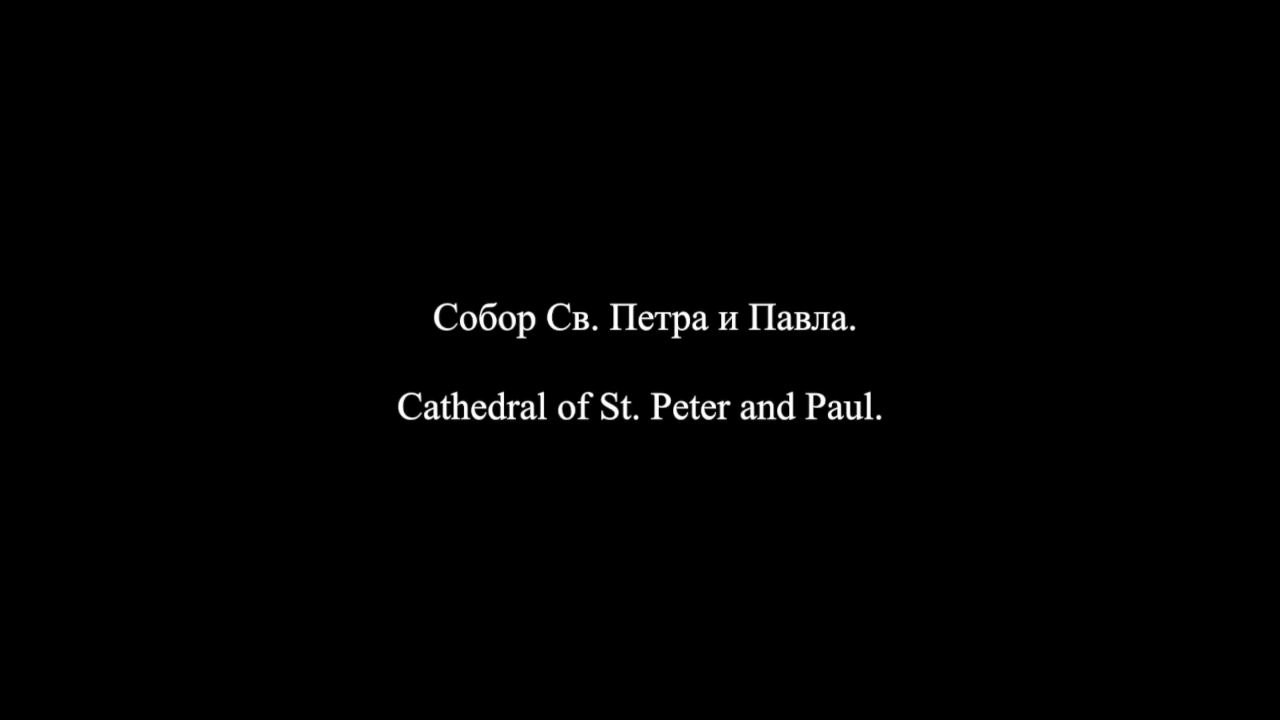 Собор Св. Петра и Павла.
Cathedral of St. Peter and Paul.